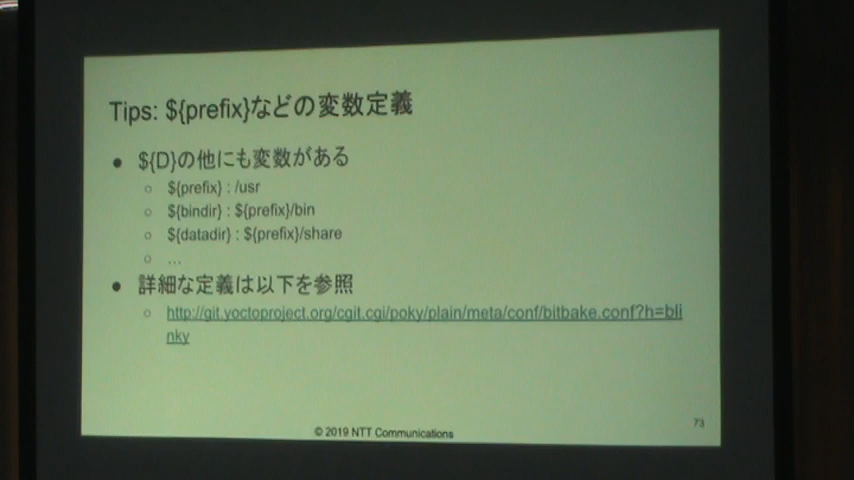 Tips: ${prefix}などの変数定義
● ${D}の他にも変数がある
○ ${prefix} : /usr
○ ${bindir} : ${prefix}/bin
○ ${datadir} : ${prefix}/share
○ ...
● 詳細な定義は以下を参照
○ http://git.yoctoproject.org/cgit.cgi/poky/plain/meta/conf/bitbake.conf?h=bli
nky
73
© 2019 NTT Communications